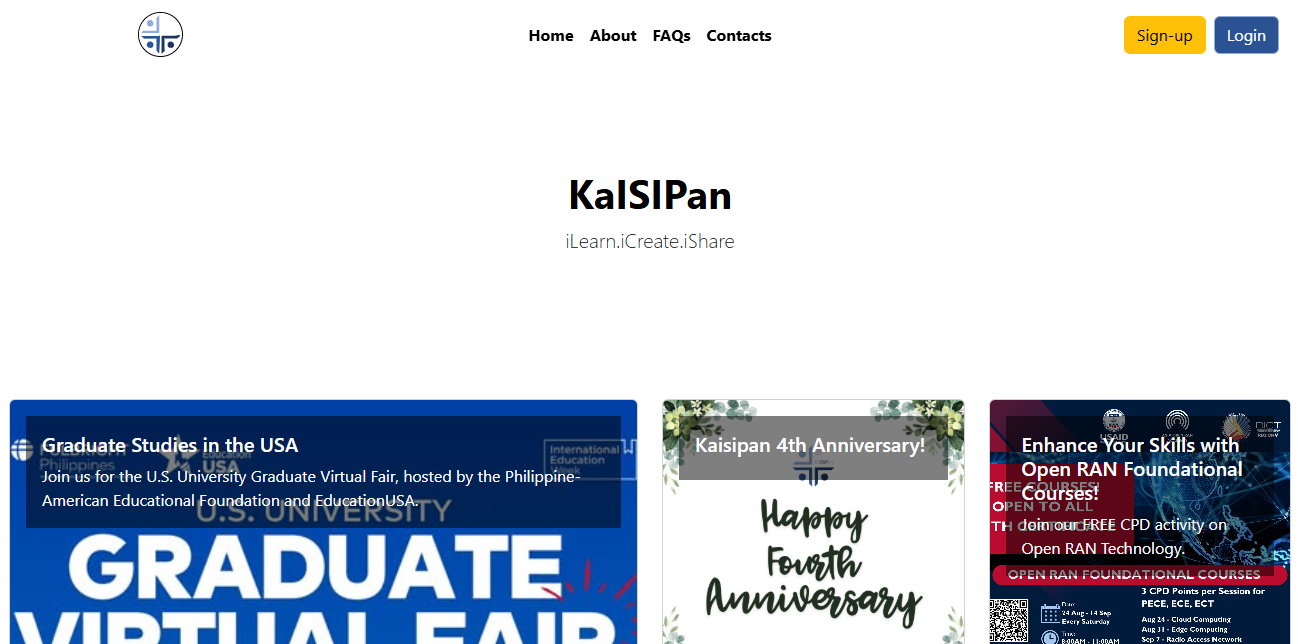 Home About FAQs Contacts
Sign-up Login
KaISIPan
iLearn.iCreate.iShare
Graduate Studies in the USA
Join us for the U.S. University Graduate Virtual Fair, hosted by the Philippine-
American Educational Foundation and EducationUSA.
FULBRIGHT
Philippines
Education
USA
International
Education
Week
U.S. UNIVERSITY
GRADUATE
VIRTUAL FAIR
Kaisipan 4th Anniversary!
Happy
Fourth
Anniversary
USAID
DICT
Enhance Your Skills with
Open RAN Foundational
Courses!
Join our FREE CPD activity on
Open RAN Technology.
FREE COURSES!
OPEN TO ALL
OPEN RAN FOUNDATIONAL COURSES
Date:
24 Aug - 14 Sep
Every Saturday
Time:
8:00AM - 11:00AM
3 CPD Points per Session for
PECE, ECE, ECT
Aug 24 - Cloud Computing
Aug 31 - Edge Computing
Sep 7 - Radio Access Network